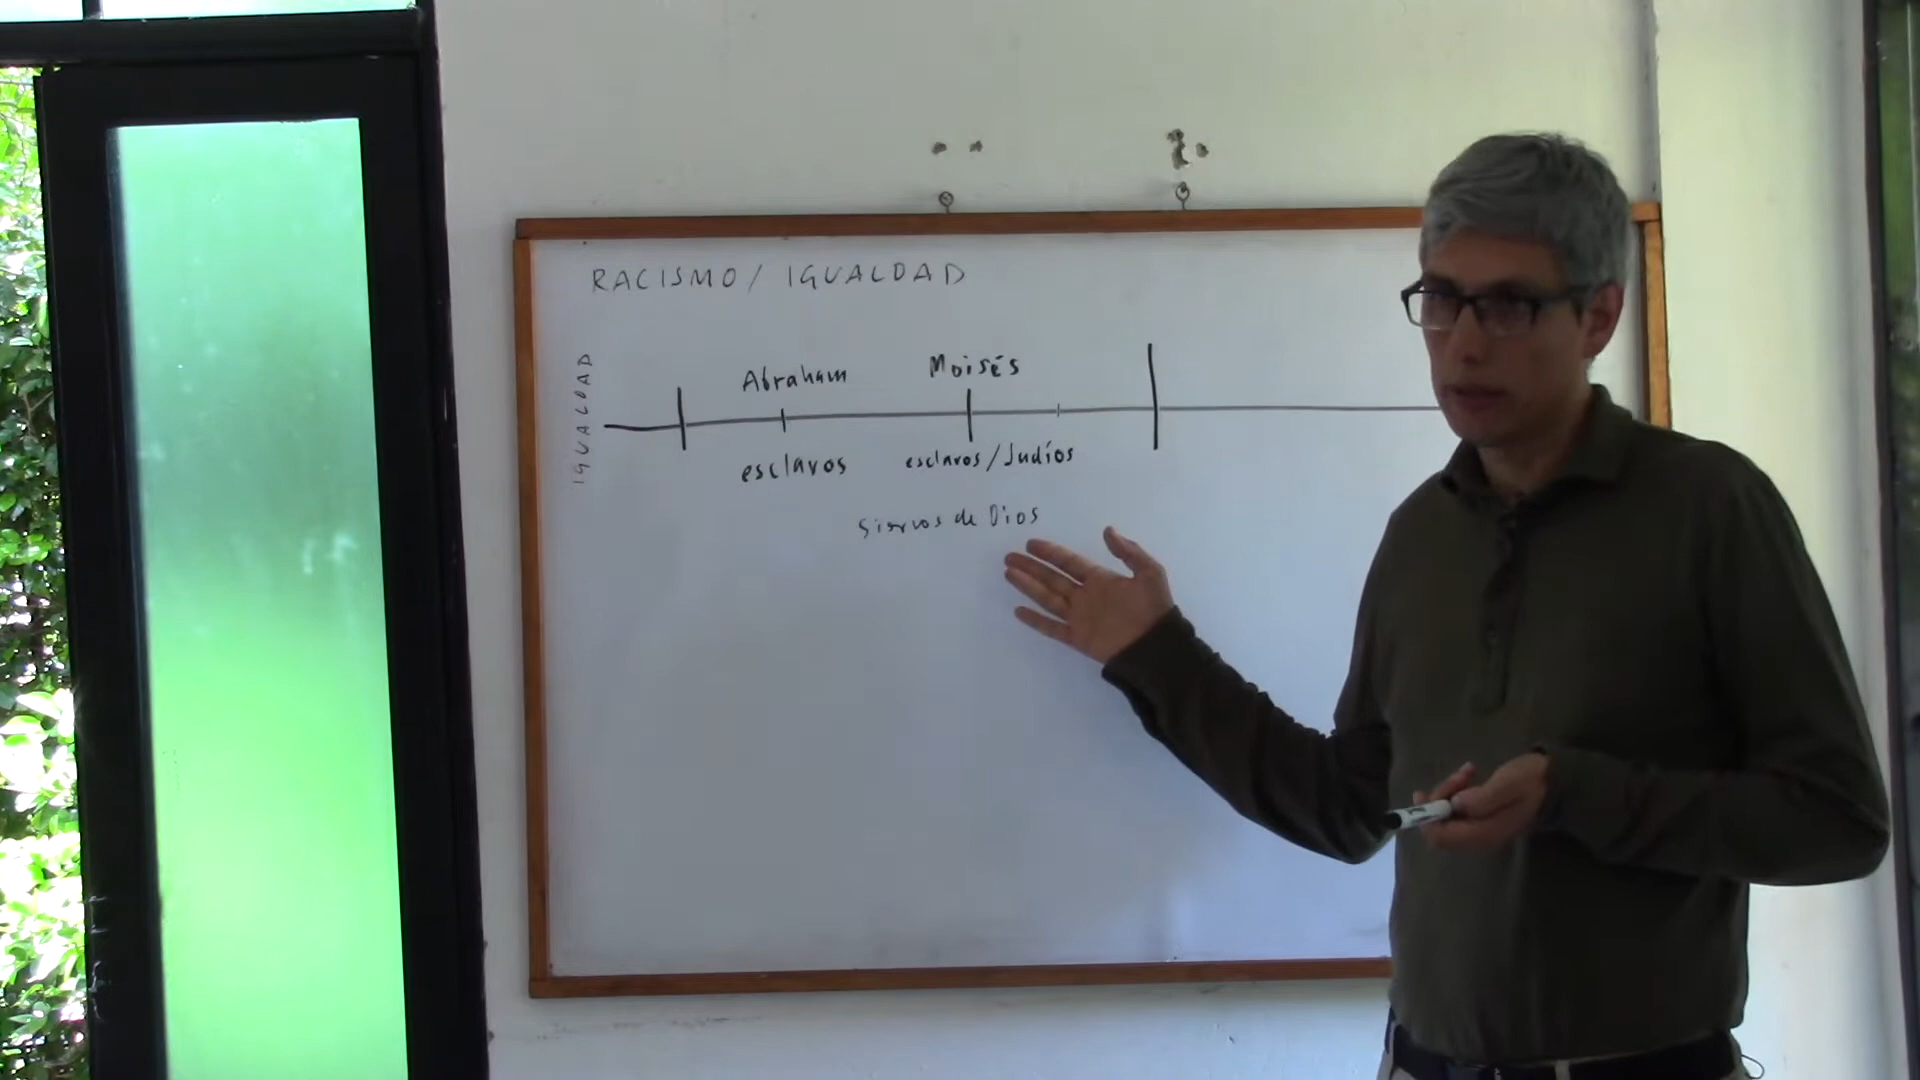 RACISMO / IGUALDAD
IGUALDAD
Abraham
Moisés
esclavos
esclavos/Judíos
Siervos de Dios